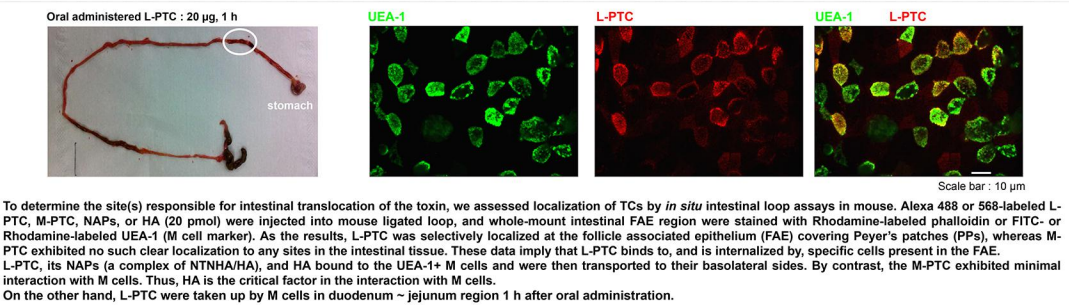 Oral administered L-PTC : 20 µg, 1 h
UEA-1
L-PTC
UEA-1 L-PTC
stomach
Scale bar : 10 µm
To determine the site(s) responsible for intestinal translocation of the toxin, we assessed localization of TCs by in situ intestinal loop assays in mouse. Alexa 488 or 568-labeled L-
PTC, M-PTC, NAPs, or HA (20 pmol) were injected into mouse ligated loop, and whole-mount intestinal FAE region were stained with Rhodamine-labeled phalloidin or FITC- or
Rhodamine-labeled UEA-1 (M cell marker). As the results, L-PTC was selectively localized at the follicle associated epithelium (FAE) covering Peyer's patches (PPs), whereas M-
PTC exhibited no such clear localization to any sites in the intestinal tissue. These data imply that L-PTC binds to, and is internalized by, specific cells present in the FAE.
L-PTC, its NAPs (a complex of NTNHA/HA), and HA bound to the UEA-1+ M cells and were then transported to their basolateral sides. By contrast, the M-PTC exhibited minimal
interaction with M cells. Thus, HA is the critical factor in the interaction with M cells.
On the other hand, L-PTC were taken up by M cells in duodenum ~ jejunum region 1 h after oral administration.